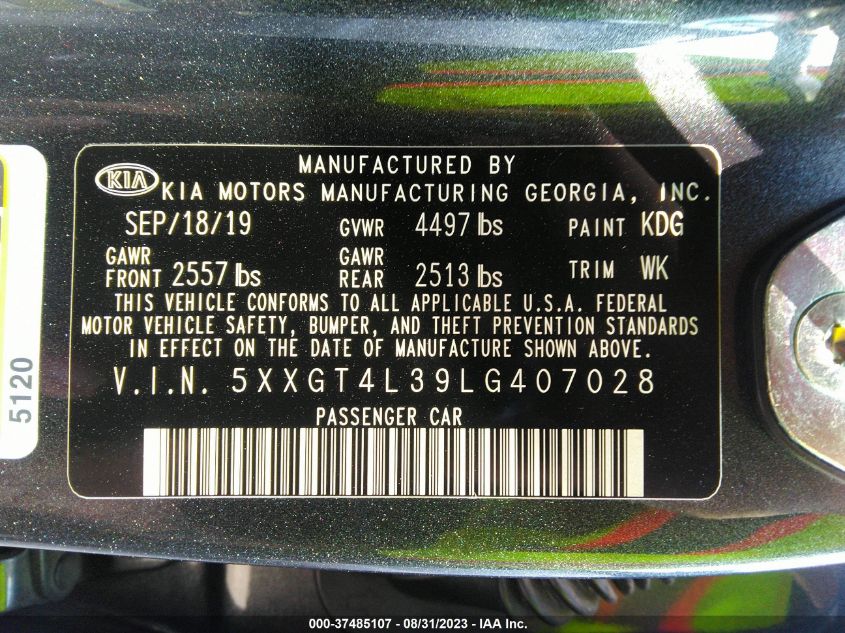 MANUFACTURED BY
KIA KIA MOTORS MANUFACTURING GEORGIA, INC.
SEP/18/19 GVWR 4497 lbs PAINT KDG
GAWR FRONT 2557 lbs GAWR REAR 2513 lbs TRIM WK
THIS VEHICLE CONFORMS TO ALL APPLICABLE U.S.A. FEDERAL
MOTOR VEHICLE SAFETY, BUMPER, AND THEFT PREVENTION STANDARDS
IN EFFECT ON THE DATE OF MANUFACTURE SHOWN ABOVE.
V.I.N. 5XXGT4L39LG407028
PASSENGER CAR
5120
000-37485107 - 08/31/2023 - IAA Inc.